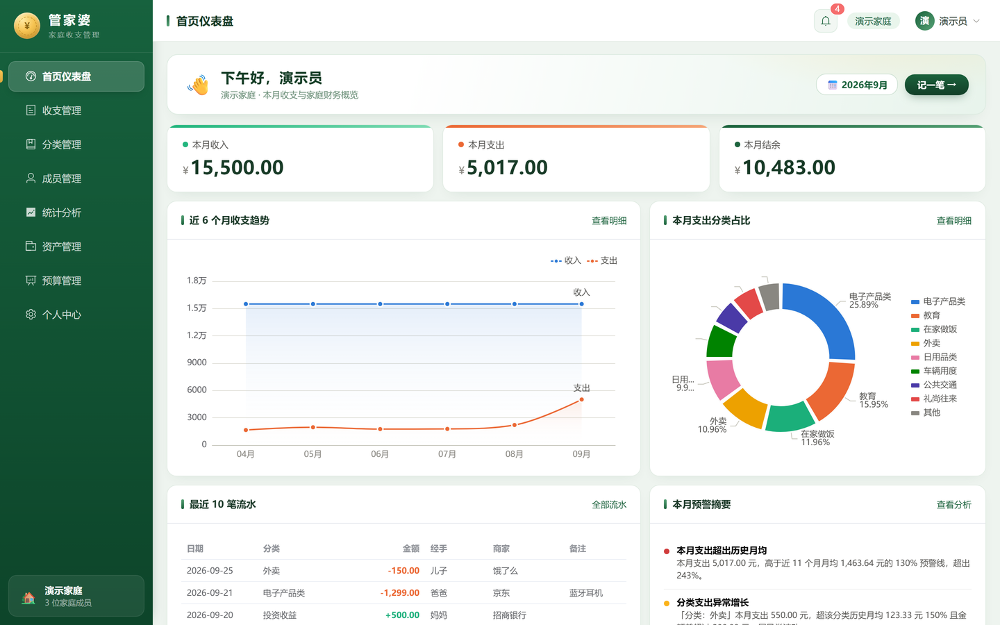 管家婆
家庭收支管理
首页仪表盘
收支管理
分类管理
成员管理
统计分析
资产管理
预算管理
个人中心
演示家庭
3 位家庭成员
首页仪表盘
4
演示家庭
演
演示员
下午好，演示员
演示家庭 · 本月收支与家庭财务概览
2026年9月
记一笔 →
本月收入
¥15,500.00
本月支出
¥5,017.00
本月结余
¥10,483.00
近 6 个月收支趋势
查看明细
收入
支出
1.8万
1.5万
1.2万
9000
6000
3000
0
收入
支出
04月
05月
06月
07月
08月
09月
本月支出分类占比
查看明细
电子产品类
25.89%
教育
15.95%
在家做饭
11.96%
外卖
10.96%
日用...
9.9...
电子产品类
教育
在家做饭
外卖
日用品类
车辆用度
公共交通
礼尚往来
其他
最近 10 笔流水
全部流水
日期 分类 金额 经手 商家 备注
2026-09-25 外卖 -150.00 儿子 饿了么
2026-09-21 电子产品类 -1,299.00 爸爸 京东 蓝牙耳机
2026-09-20 投资收益 +500.00 妈妈 招商银行
本月预警摘要
查看分析
本月支出超出历史月均
本月支出 5,017.00 元，高于近 11 个月月均 1,463.64 元的 130% 预警线，超出
243%。
分类支出异常增长
「分类：外卖」本月支出 550.00 元，超该分类历史月均 123.33 元 150% 且金